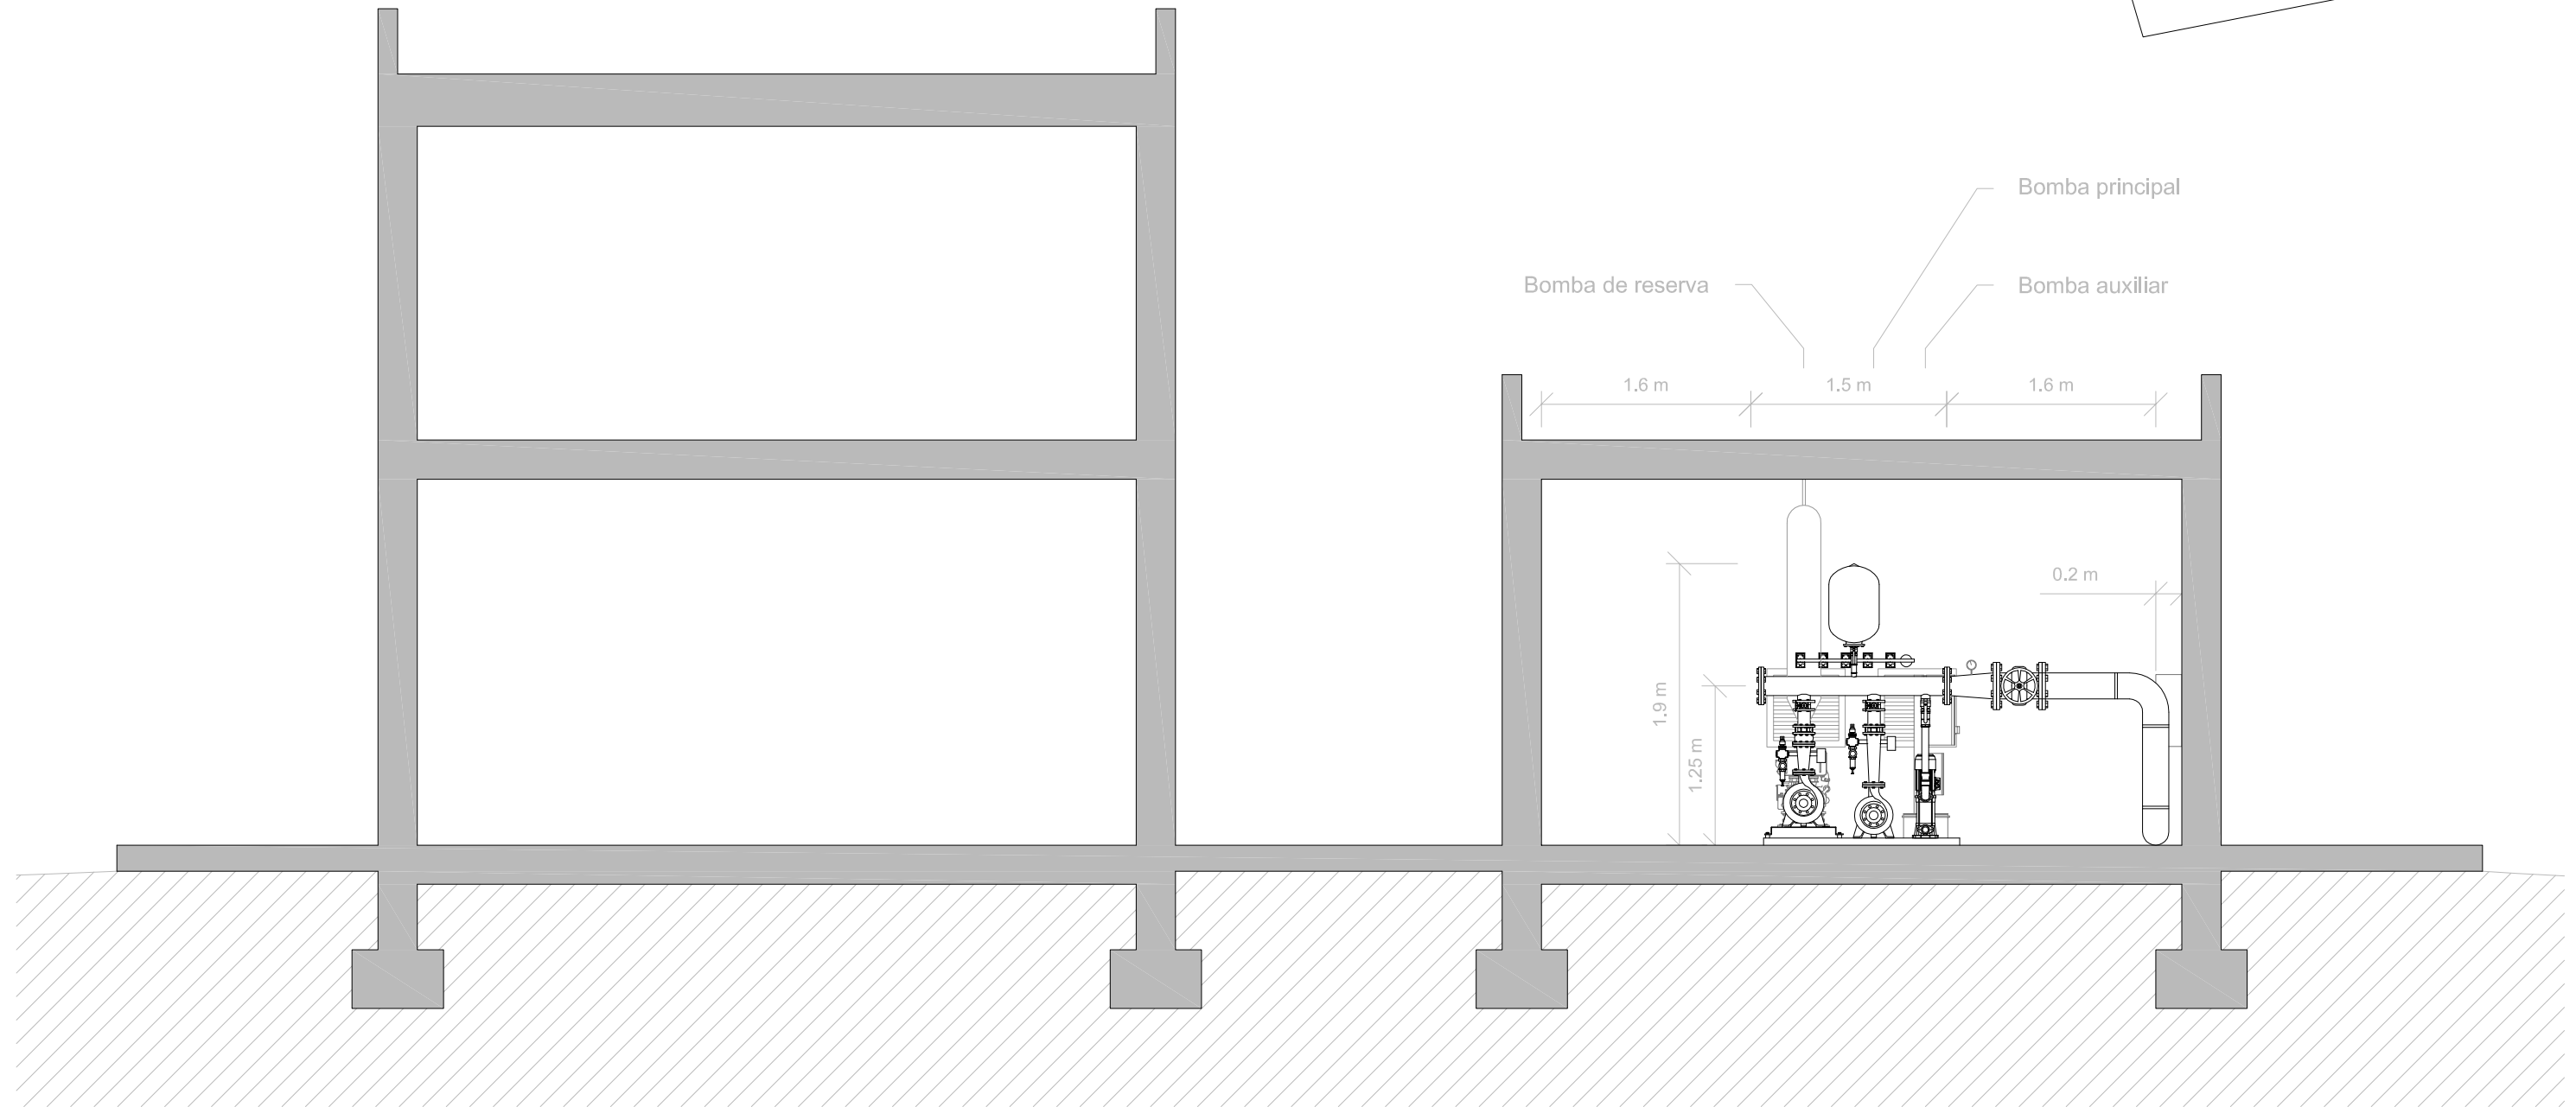 Bomba principal
Bomba de reserva
Bomba auxiliar
1.6 m
1.5 m
1.6 m
0.2 m
1.9 m
1.25 m